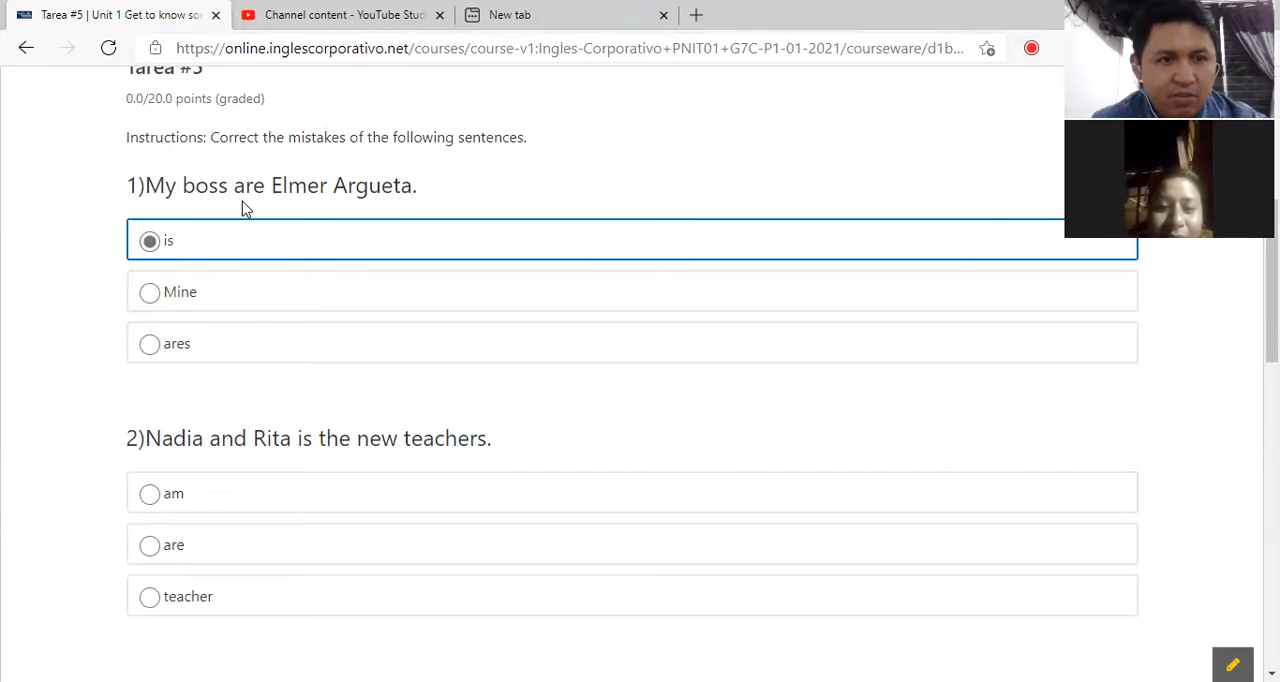 Tarea #5 | Unit 1 Get to know sor
Channel content - YouTube Stud
New tab
https://online.inglescorporativo.net/courses/course-v1:Ingles-Corporativo+PNIT01+G7C-P1-01-2021/courseware/d1b...
Tarea #5
0.0/20.0 points (graded)
Instructions: Correct the mistakes of the following sentences.
1)My boss are Elmer Argueta.
is
Mine
ares
2)Nadia and Rita is the new teachers.
am
are
teacher